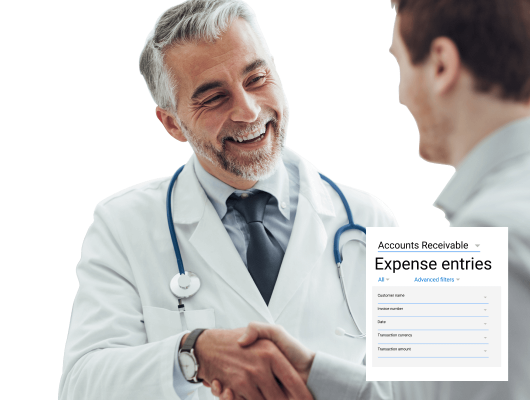 Accounts Receivable
Expense entries
All Advanced filters
Customer name
Invoice number
Date
Transaction currency
Transaction amount